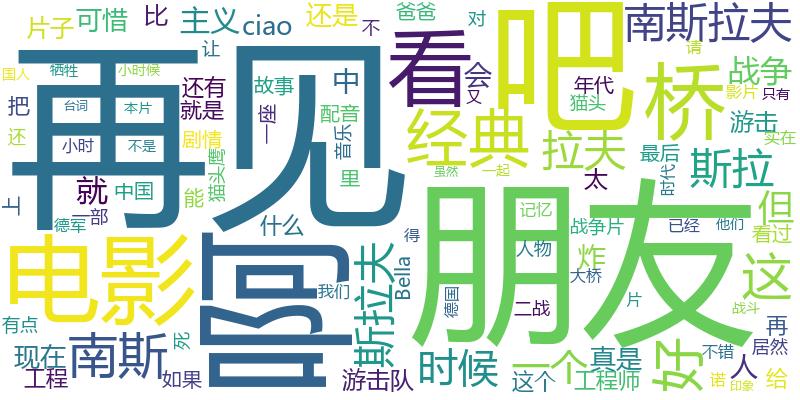 片子 可惜 比 主义 ciao 还是 爸爸 不 对 南斯拉夫
国人 牺牲 小时候 让 看 吧 请 战争
把 台词 本片 还有 故事 中 会 又 年代 影片 只有
还 就是 一座 配音 桥 猫头 游击
再见 经典 拉夫 实在
小时 不是 剧情 音乐 最后 斯拉
上 就 中国 能 猫头鹰 里 虽然 一起 太 时代 但
德军 一部 什么 得 朋友 记忆 战争片 已经 他们 看过
电影 啊 我们 斯拉夫 Bella 人物 炸 这
德国 二战 大桥 片 战斗
有点 南斯 死 再
现在 时候 一个 真是 好 不错 人 居然
工程 如果 游击队 这个 工程师 诺 印象 给